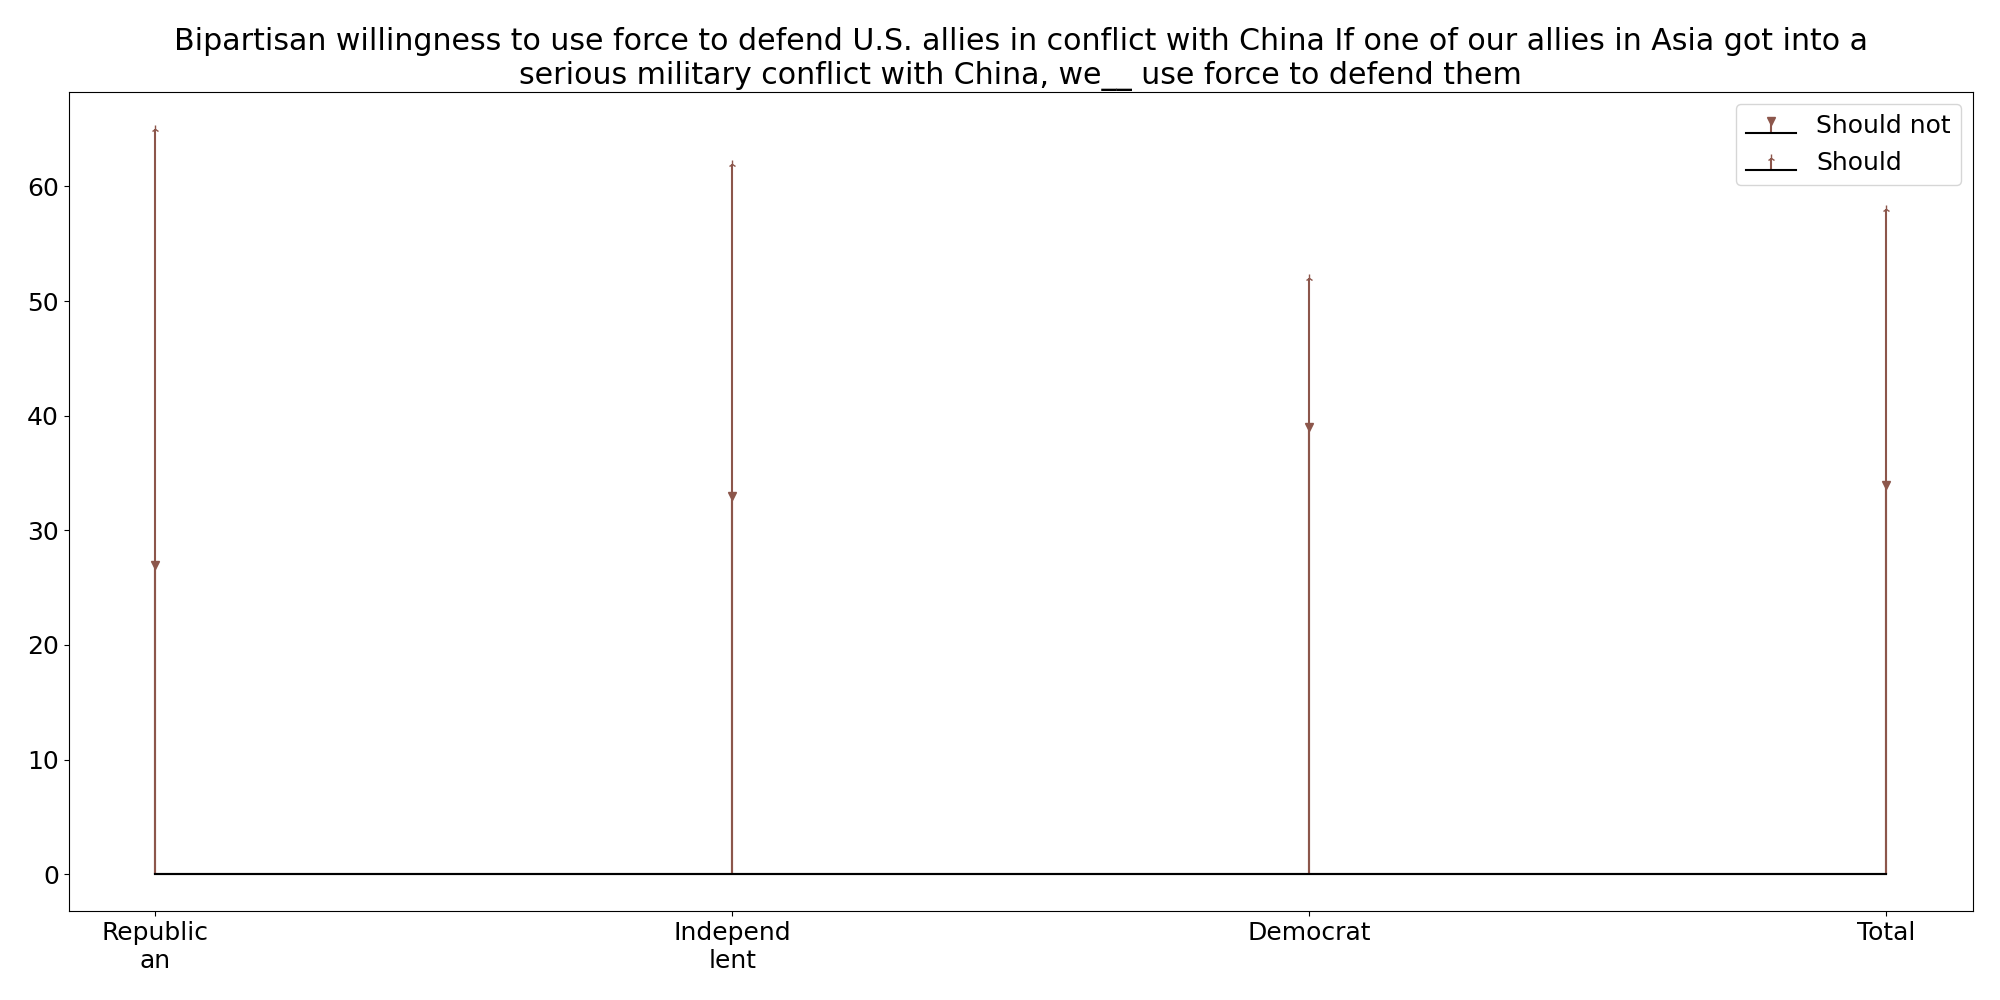 Bipartisan willingness to use force to defend U.S. allies in conflict with China If one of our allies in Asia got into a
serious military conflict with China, we__ use force to defend them
Should not
Should
60
50
40
30
20
10
0
Republic
an
Independ
lent
Democrat
Total